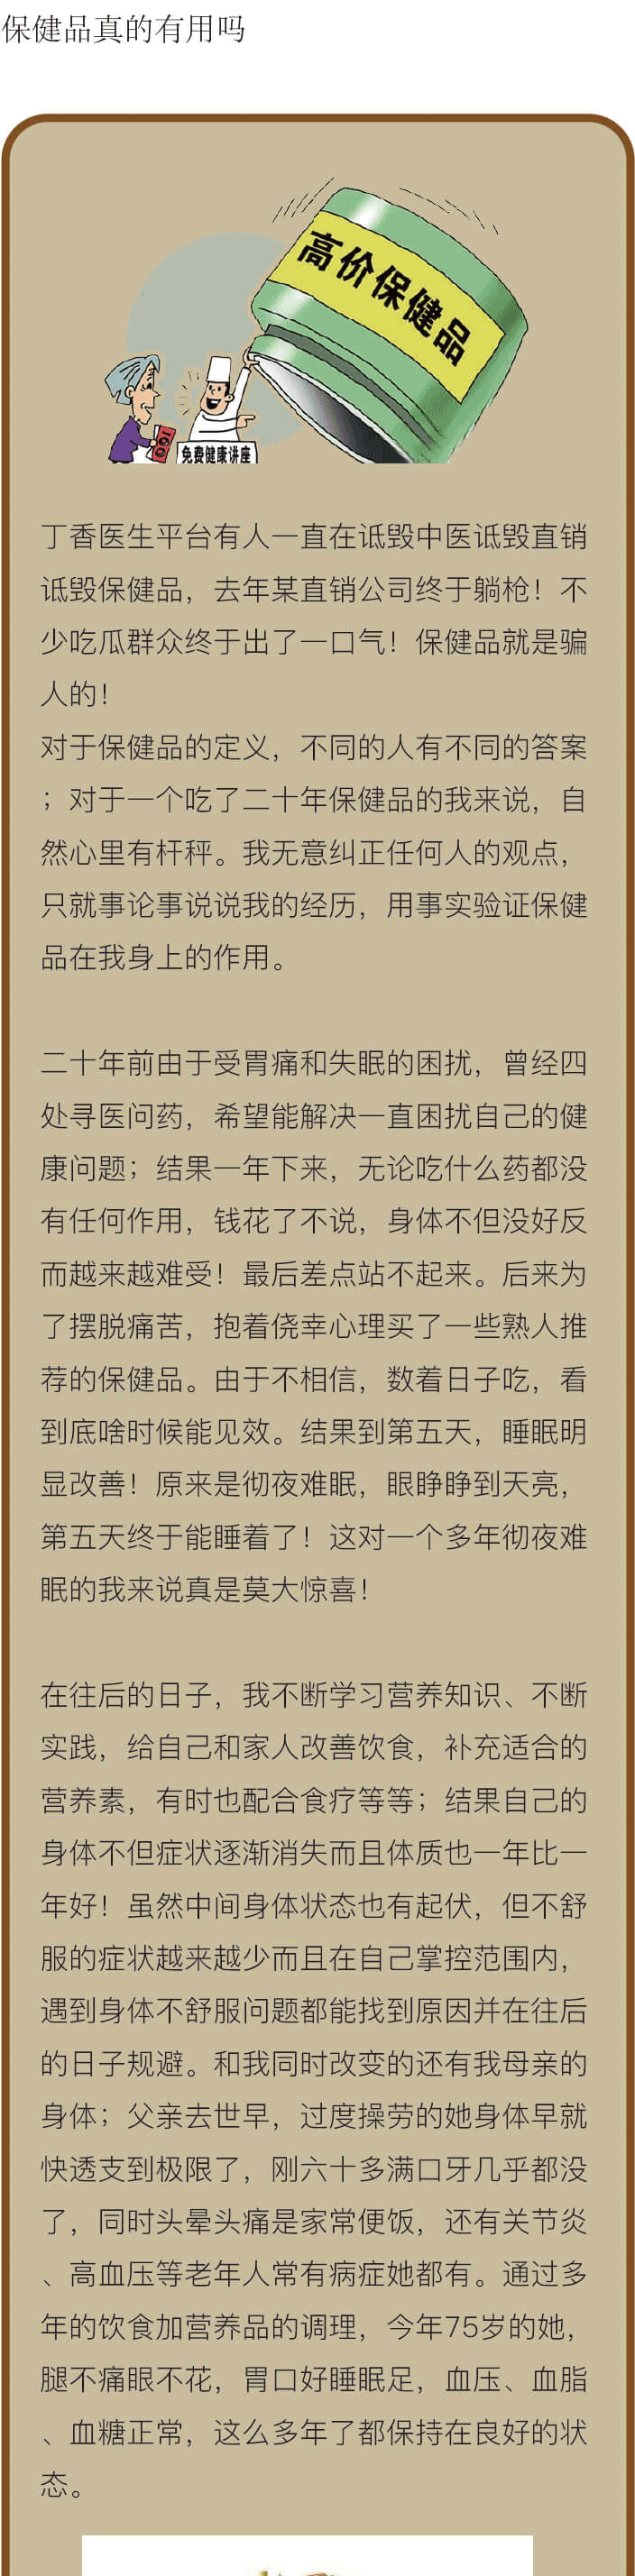 保健品真的有用吗
高价保健品
100
免费健康讲座
丁香医生平台有人一直在诋毁中医诋毁直销
诋毁保健品，去年某直销公司终于躺枪！不
少吃瓜群众终于出了一口气！保健品就是骗
人的！
对于保健品的定义，不同的人有不同的答案
；对于一个吃了二十年保健品的我来说，自
然心里有杆秤。我无意纠正任何人的观点，
只就事论事说说我的经历，用事实验证保健
品在我身上的作用。
二十年前由于受胃痛和失眠的困扰，曾经四
处寻医问药，希望能解决一直困扰自己的健
康问题；结果一年下来，无论吃什么药都没
有任何作用，钱花了不说，身体不但没好反
而越来越难受！最后差点站不起来。后来为
了摆脱痛苦，抱着侥幸心理买了一些熟人推
荐的保健品。由于不相信，数着日子吃，看
到底啥时候能见效。结果到第五天，睡眠明
显改善！原来是彻夜难眠，眼睁睁到天亮，
第五天终于能睡着了！这对一个多年彻夜难
眠的我来说真是莫大惊喜！
在往后的日子，我不断学习营养知识、不断
实践，给自己和家人改善饮食，补充适合的
营养素，有时也配合食疗等等；结果自己的
身体不但症状逐渐消失而且体质也一年比一
年好！虽然中间身体状态也有起伏，但不舒
服的症状越来越少而且在自己掌控范围内，
遇到身体不舒服问题都能找到原因并在往后
的日子规避。和我同时改变的还有我母亲的
身体；父亲去世早，过度操劳的她身体早就
快透支到极限了，刚六十多满口牙几乎都没
了，同时头晕头痛是家常便饭，还有关节炎
、高血压等老年人常有病症她都有。通过多
年的饮食加营养品的调理，今年75岁的她，
腿不痛眼不花，胃口好睡眠足，血压、血脂
、血糖正常，这么多年了都保持在良好的状
态。